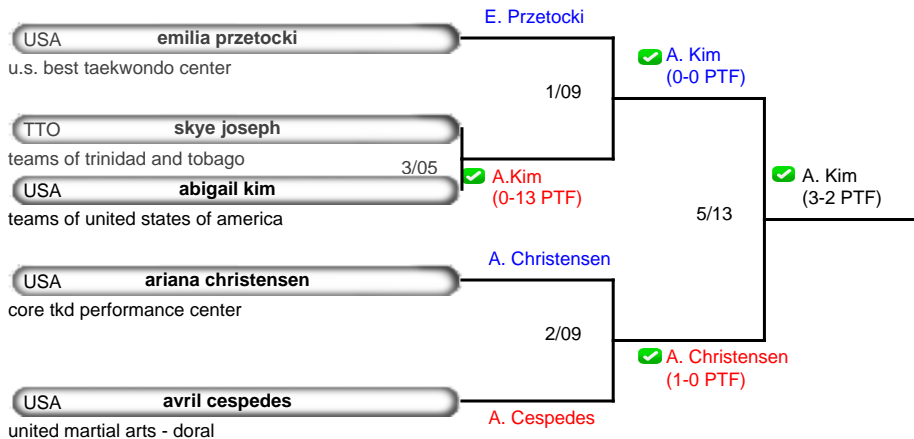 E. Przetocki
USA emilia przetocki
u.s. best taekwondo center
A. Kim
(0-0 PTF)
1/09
TTO skye joseph
teams of trinidad and tobago
3/05
A.Kim
(0-13 PTF)
USA abigail kim
teams of united states of america
A. Kim
(3-2 PTF)
5/13
A. Christensen
USA ariana christensen
core tkd performance center
2/09
A. Christensen
(1-0 PTF)
USA avril cespedes
A. Cespedes
united martial arts - doral